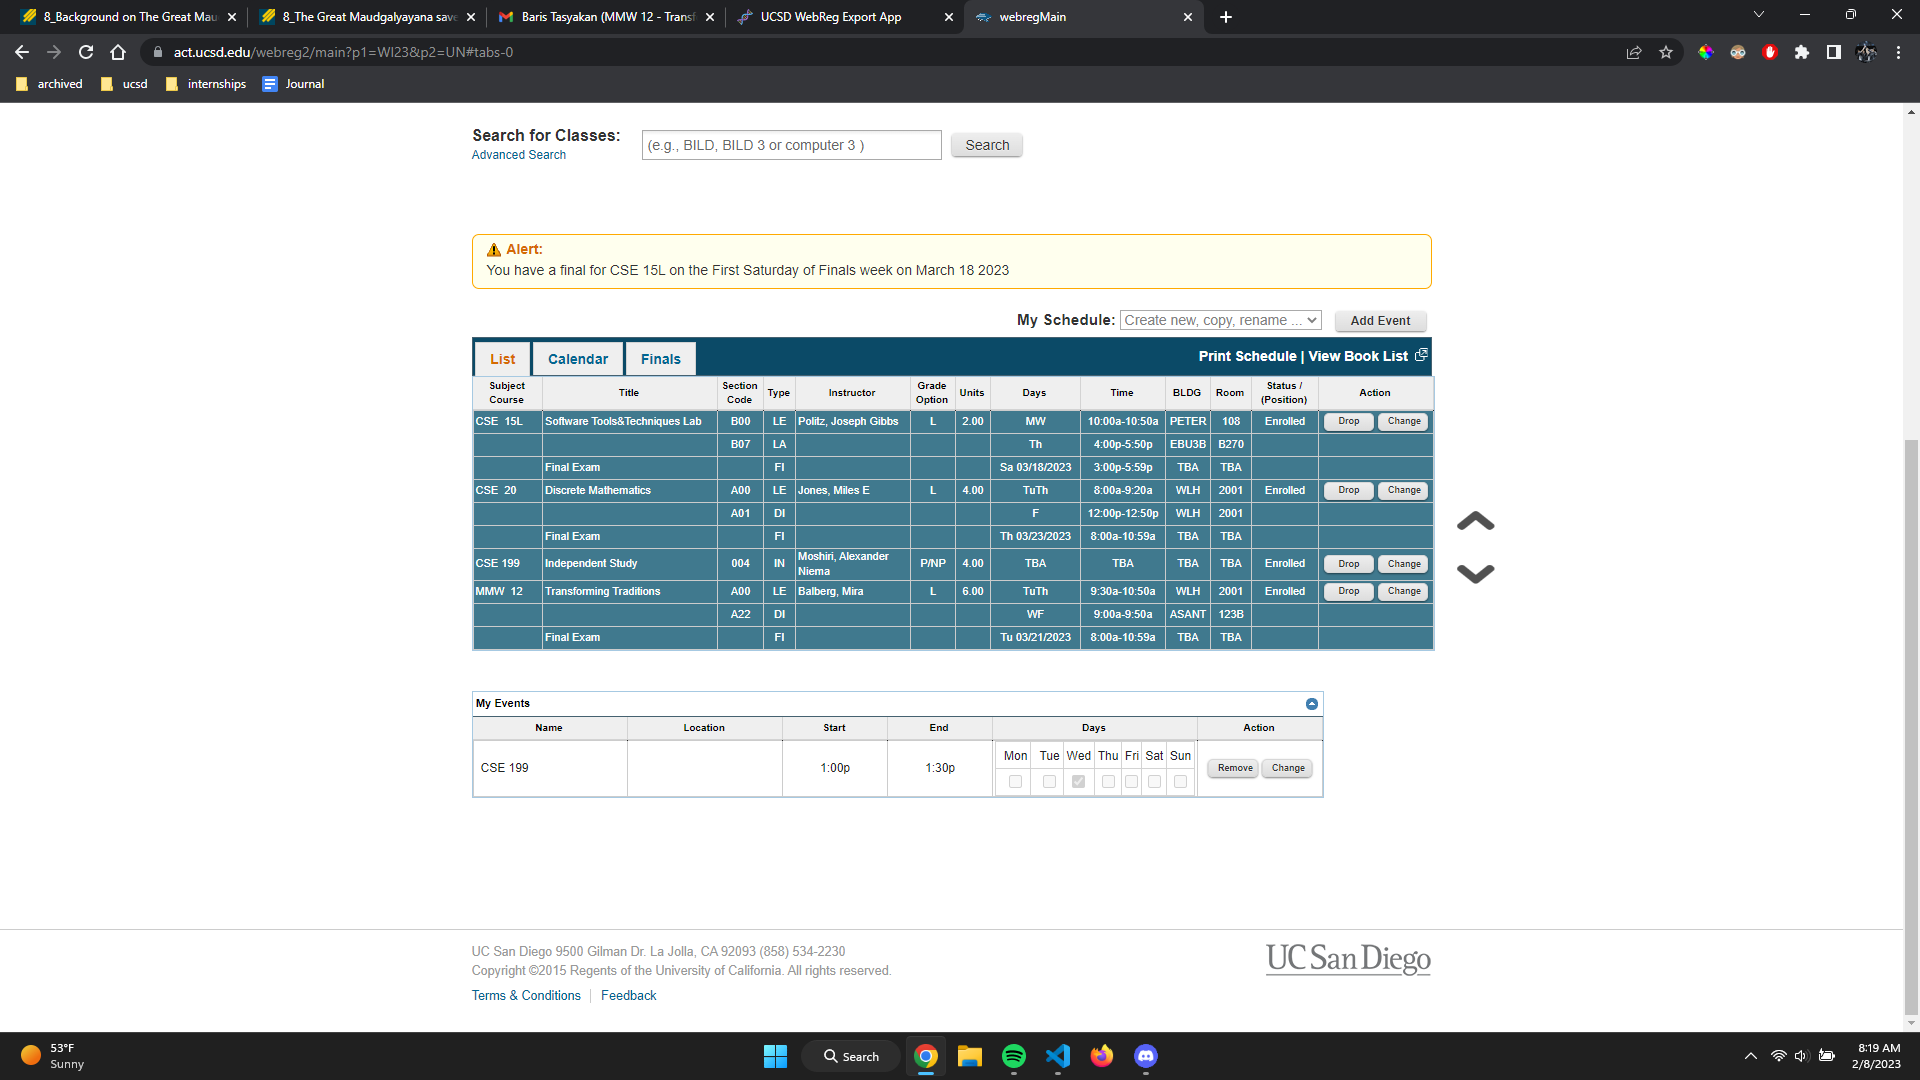 8_Background on The Great Mau
8_The Great Maudgalyayana save
Baris Tasyakan (MMW 12 - Transf
UCSD WebReg Export App
webregMain
act.ucsd.edu/webreg2/main?p1=WI23&p2=UN#tabs-0
archived
ucsd
internships
Journal
Search for Classes:
Advanced Search
(e.g., BILD, BILD 3 or computer 3 )
Search
Alert:
You have a final for CSE 15L on the First Saturday of Finals week on March 18 2023
My Schedule: Create new, copy, rename ... Add Event
List Calendar Finals Print Schedule | View Book List
Subject Course Title Section Code Type Instructor Grade Option Units Days Time BLDG Room Status / (Position) Action
CSE 15L Software Tools&Techniques Lab B00 LE Politz, Joseph Gibbs L 2.00 MW 10:00a-10:50a PETER 108 Enrolled Drop Change
B07 LA Th 4:00p-5:50p EBU3B B270
Final Exam FI Sa 03/18/2023 3:00p-5:59p TBA TBA
CSE 20 Discrete Mathematics A00 LE Jones, Miles E L 4.00 TuTh 8:00a-9:20a WLH 2001 Enrolled Drop Change
A01 DI F 12:00p-12:50p WLH 2001
Final Exam FI Th 03/23/2023 8:00a-10:59a TBA TBA
CSE 199 Independent Study 004 IN Moshiri, Alexander Niema P/NP 4.00 TBA TBA TBA TBA Enrolled Drop Change
MMW 12 Transforming Traditions A00 LE Balberg, Mira L 6.00 TuTh 9:30a-10:50a WLH 2001 Enrolled Drop Change
A22 DI WF 9:00a-9:50a ASANT 123B
Final Exam FI Tu 03/21/2023 8:00a-10:59a TBA TBA
My Events
Name Location Start End Days Action
Mon Tue Wed Thu Fri Sat Sun
CSE 199 1:00p 1:30p Remove Change
UC San Diego 9500 Gilman Dr. La Jolla, CA 92093 (858) 534-2230
Copyright ©2015 Regents of the University of California. All rights reserved.
Terms & Conditions | Feedback
UC San Diego
53°F
Sunny
Search
8:19 AM
2/8/2023